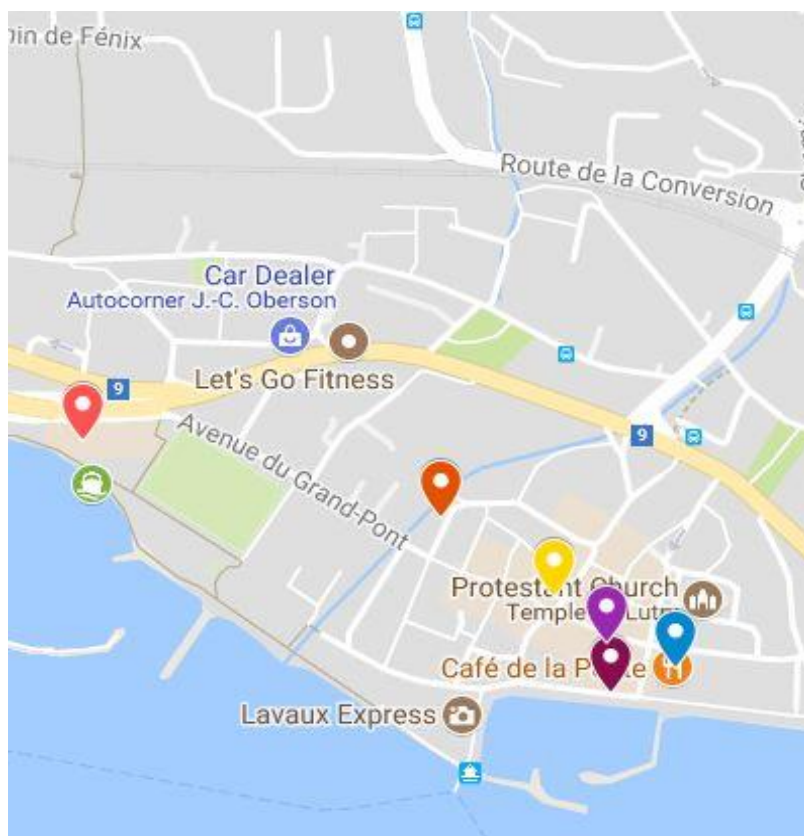 in de Fénix
Route de la Conversion
Car Dealer
Autocorner J.-C. Oberson
Let's Go Fitness
9
9
Avenue du Grand-Pont
Protestant Church
Temple
Lutry
Café de la
Lavaux Express